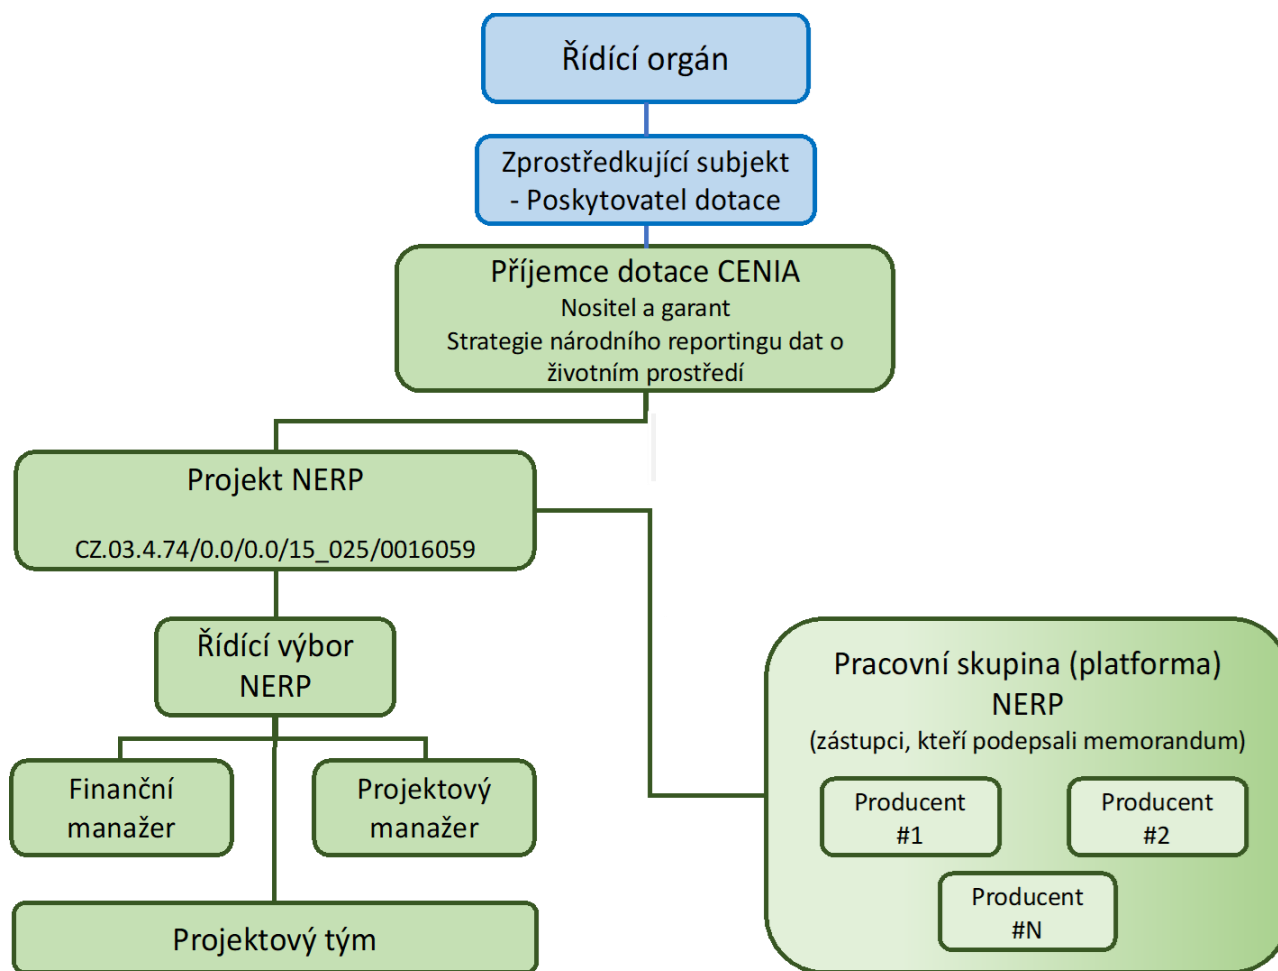 Řídící orgán
Zprostředkující subjekt
- Poskytovatel dotace
Příjemce dotace CENIA
Nositel a garant
Strategie národního reportingu dat o
životním prostředí
Projekt NERP
CZ.03.4.74/0.0/0.0/15_025/0016059
Řídící výbor
NERP
Finanční
manažer
Projektový
manažer
Projektový tým
Pracovní skupina (platforma)
NERP
(zástupci, kteří podepsali memorandum)
Producent
#1
Producent
#2
Producent
#N